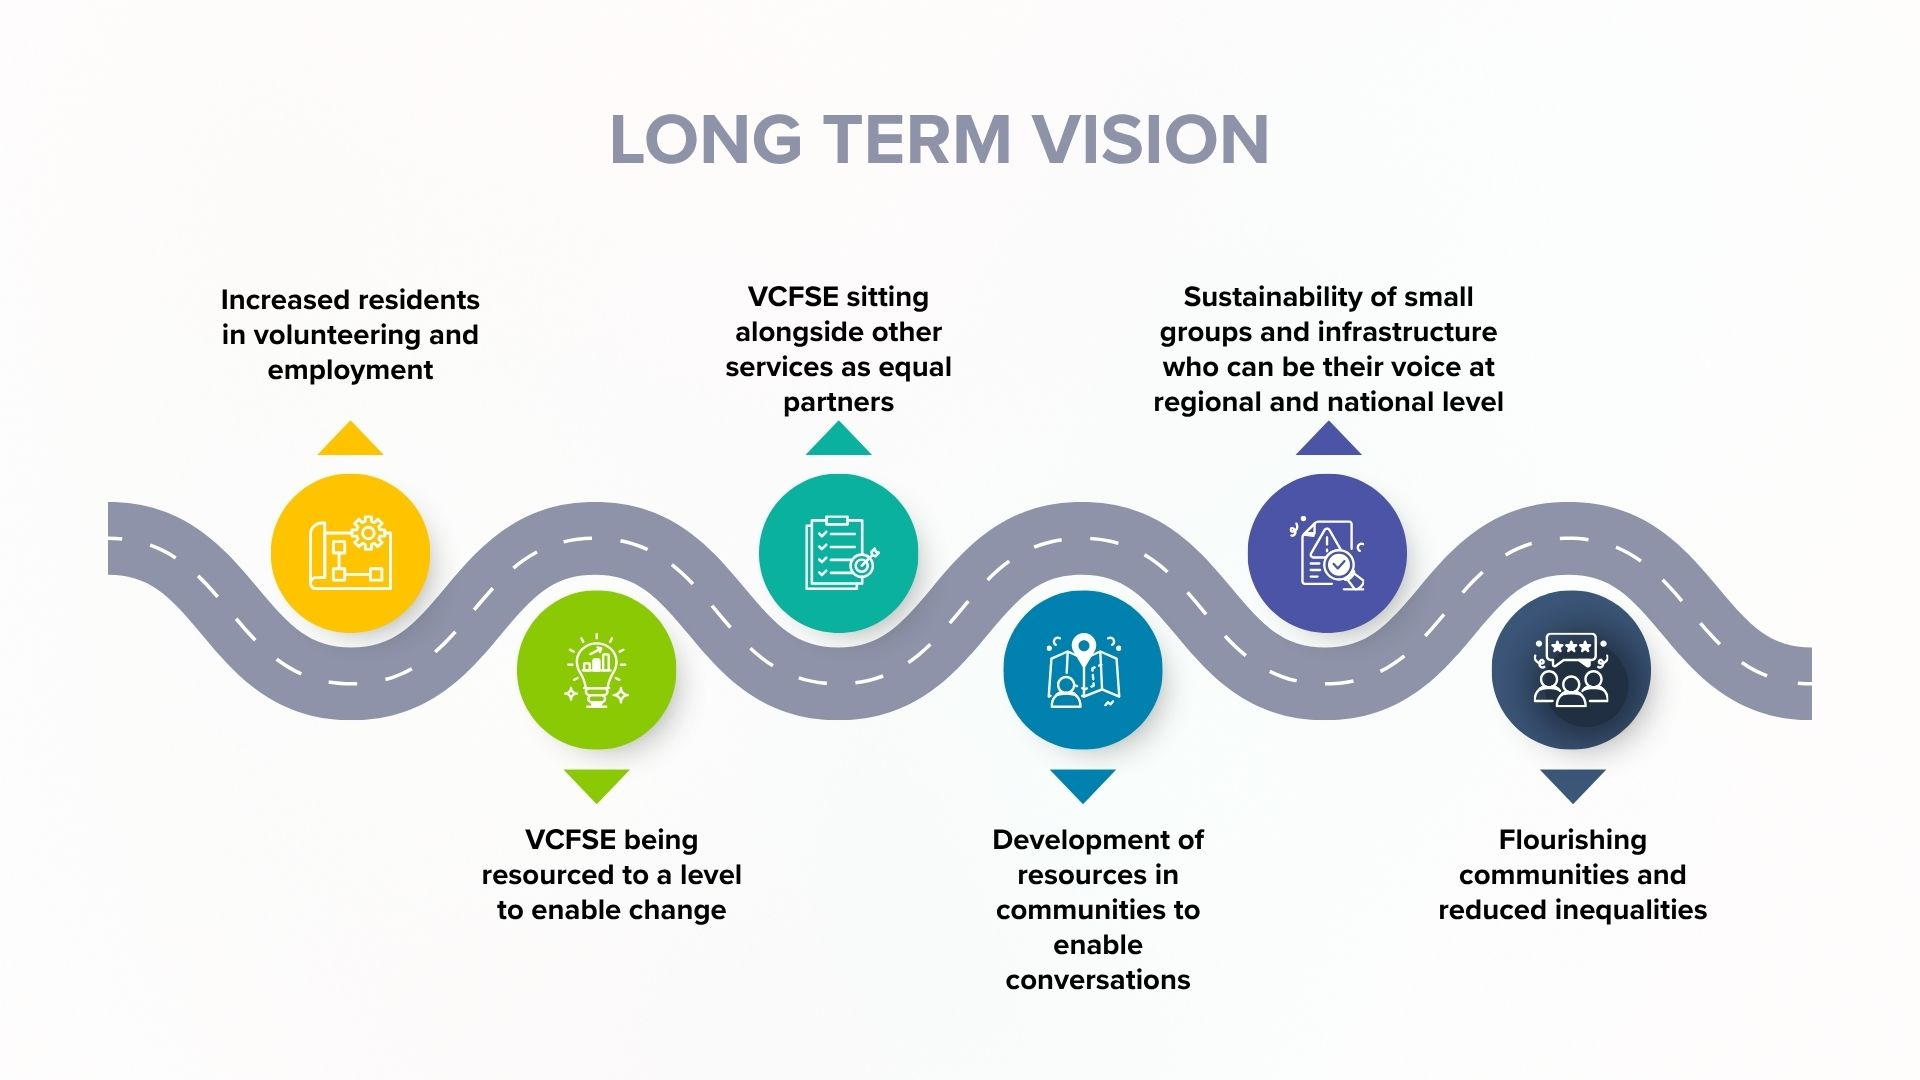 LONG TERM VISION
Increased residents
in volunteering and
employment
VCFSE being
resourced to a level
to enable change
VCFSE sitting
alongside other
services as equal
partners
Development of
resources in
communities to
enable
conversations
Sustainability of small
groups and infrastructure
who can be their voice at
regional and national level
Flourishing
communities and
reduced inequalities